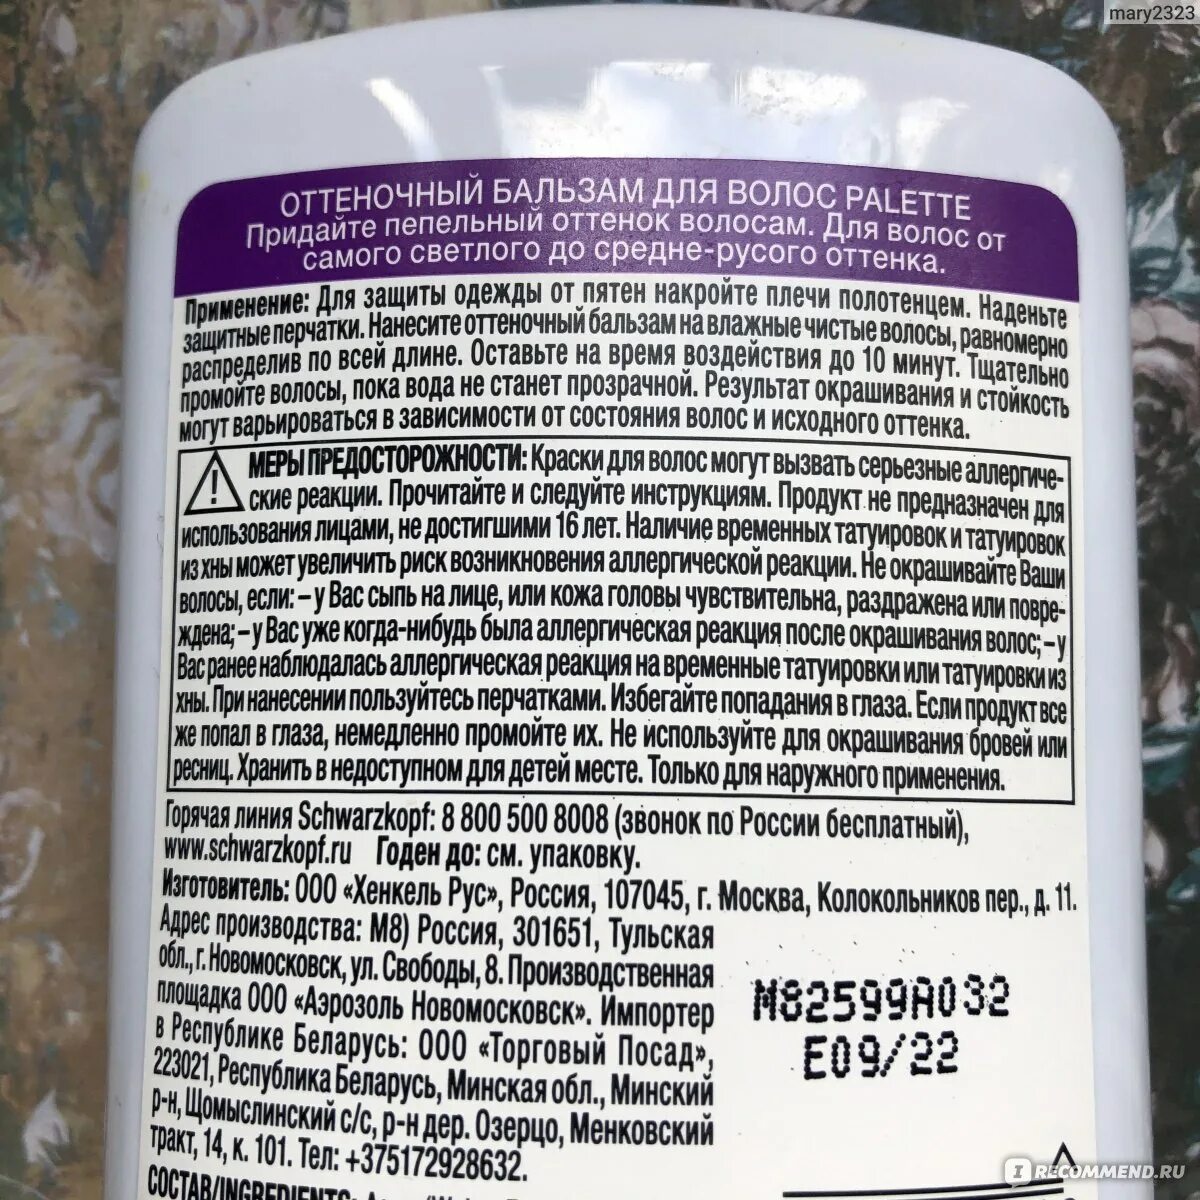 mary2323
ОТТЕНОЧНЫЙ БАЛЬЗАМ ДЛЯ ВОЛОС PALETTE
Придайте пепельный оттенок волосам. Для волос от
самого светлого до средне-русого оттенка.
Применение: Для защиты одежды от пятен накройте плечи полотенцем. Наденьте
защитные перчатки. Нанесите оттеночный бальзам на влажные чистые волосы, равномерно
распределив по всей длине. Оставьте на время воздействия до 10 минут. Тщательно
промойте волосы, пока вода не станет прозрачной. Результат окрашивания и стойкость
могут варьироваться в зависимости от состояния волос и исходного оттенка.
МЕРЫ ПРЕДОСТОРОЖНОСТИ: Краски для волос могут вызвать серьезные аллергиче-
ские реакции. Прочитайте и следуйте инструкциям. Продукт не предназначен для
использования лицами, не достигшими 16 лет. Наличие временных татуировок и татуировок
из хны может увеличить риск возникновения аллергической реакции. Не окрашивайте Ваши
волосы, если: – у Вас сыпь на лице, или кожа головы чувствительна, раздражена или повре-
ждена; – у Вас уже когда-нибудь была аллергическая реакция после окрашивания волос; – у
Вас ранее наблюдалась аллергическая реакция на временные татуировки или татуировки из
хны. При нанесении пользуйтесь перчатками. Избегайте попадания в глаза. Если продукт все
же попал в глаза, немедленно промойте их. Не используйте для окрашивания бровей или
ресниц. Хранить в недоступном для детей месте. Только для наружного применения.
Горячая линия Schwarzkopf: 8 800 500 8008 (звонок по России бесплатный),
www.schwarzkopf.ru Годен до: см. упаковку.
Изготовитель: ООО «Хенкель Рус», Россия, 107045, г. Москва, Колокольников пер., д. 11.
Адрес производства: М8) Россия, 301651, Тульская
обл., г. Новомосковск, ул. Свободы, 8. Производственная
площадка ООО «Аэрозоль Новомосковск». Импортер
в Республике Беларусь: ООО «Торговый Посад»,
223021, Республика Беларусь, Минская обл., Минский
р-н, Щомыслинский с/с, р-н дер. Озерцо, Менковский
тракт, 14, к. 101. Тел: +375172928632.
M82599A032
E09/22
СОСТАВ/INGREDIENTS:
IRECOMMEND.RU